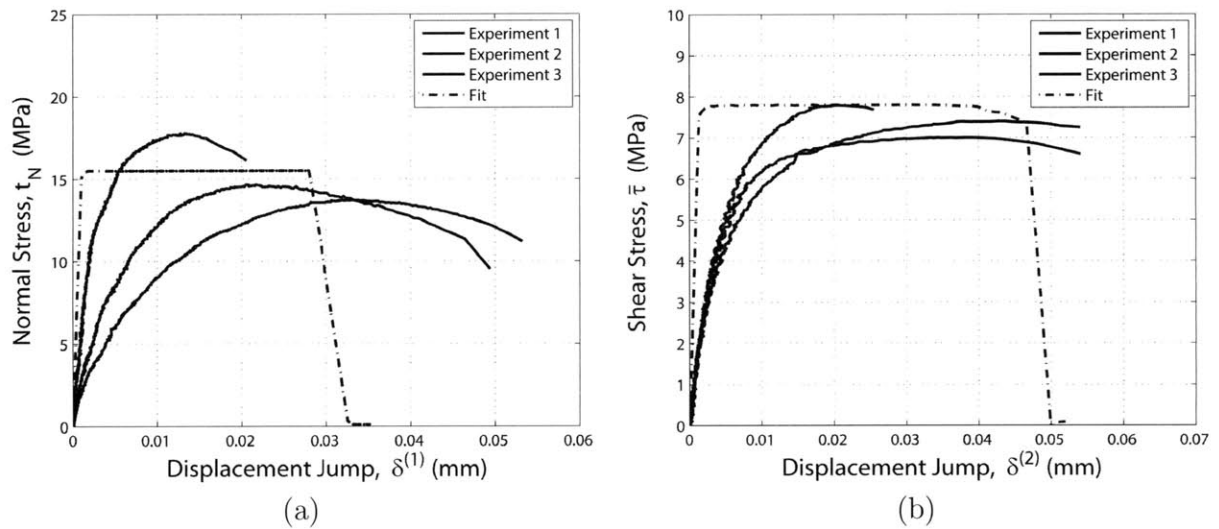 25
20
15
10
5
0
0
0.01
0.02
0.03
0.04
0.05
0.06
Normal Stress, t_N (MPa)
Displacement Jump, δ^(1) (mm)
Experiment 1
Experiment 2
Experiment 3
Fit
(a)
10
9
8
7
6
5
4
3
2
1
0
0
0.01
0.02
0.03
0.04
0.05
0.06
0.07
Shear Stress, τ̄ (MPa)
Displacement Jump, δ^(2) (mm)
Experiment 1
Experiment 2
Experiment 3
Fit
(b)